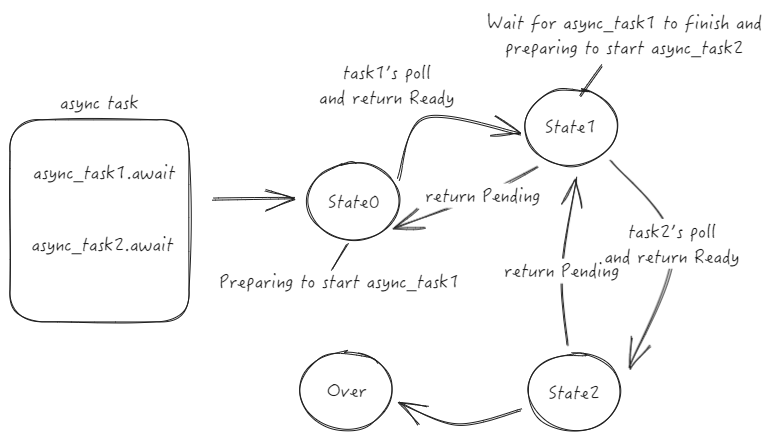 Wait for async_task1 to finish and
preparing to start async_task2
task1's poll
and return Ready
async task
State1
async_task1.await
return Pending
State0
task2's poll
and return Ready
async_task2.await
return Pending
Preparing to start async_task1
Over
State2